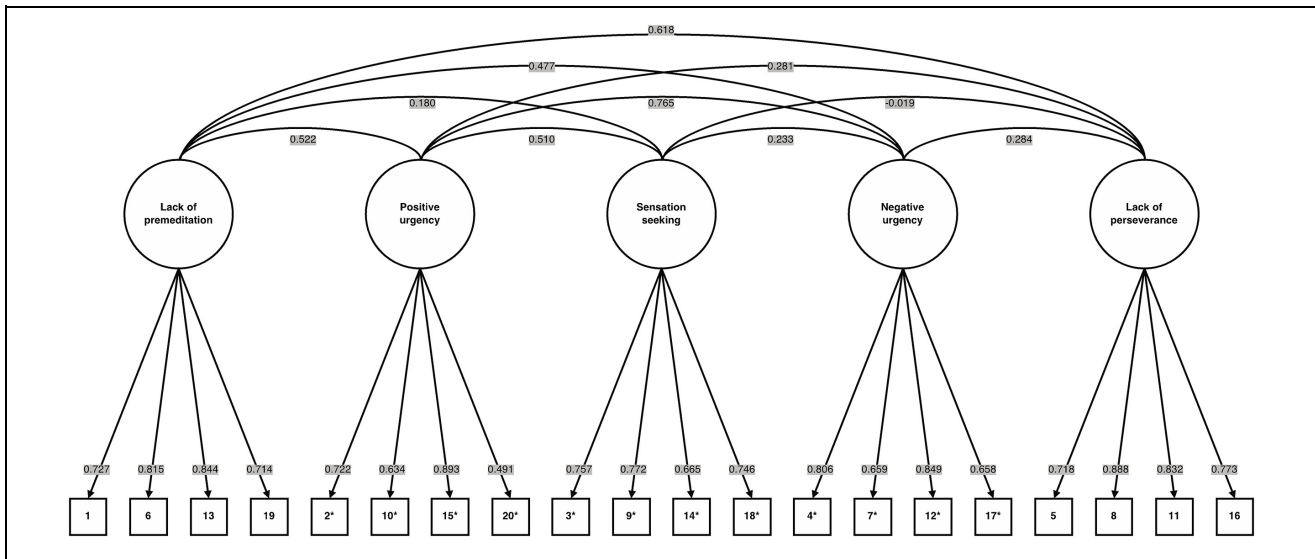 0.618
0.477 0.281
0.180 0.765 -0.019
0.522 0.510 0.233 0.284
Lack of
premeditation
Positive
urgency
Sensation
seeking
Negative
urgency
Lack of
perseverance
0.727 0.815 0.844 0.714 0.722 0.634 0.893 0.491 0.757 0.772 0.665 0.746 0.806 0.659 0.849 0.658 0.718 0.888 0.832 0.773
1 6 13 19 2* 10* 15* 20* 3* 9* 14* 18* 4* 7* 12* 17* 5 8 11 16